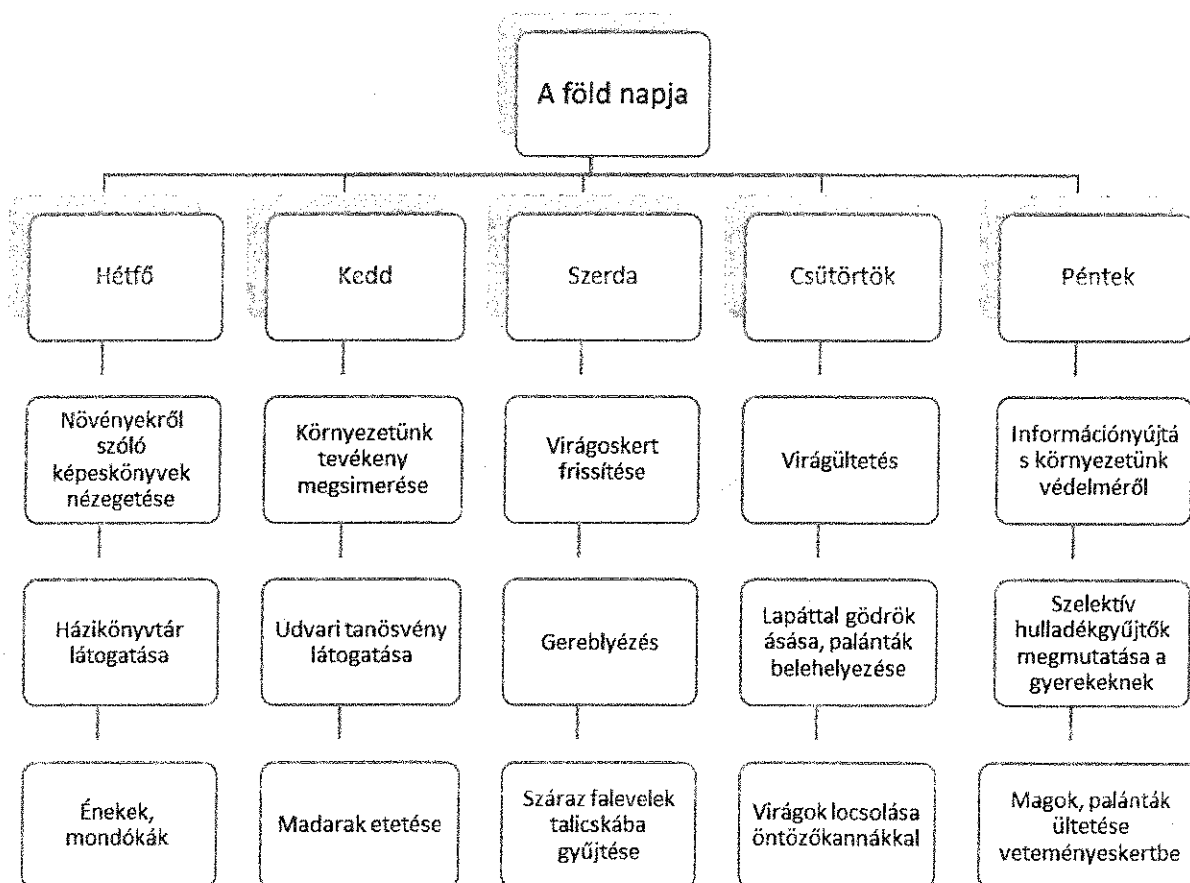 A föld napja
Hétfő
Kedd
Szerda
Csütörtök
Péntek
Növényekről
szóló
képeskönyvek
nézegetése
Környezetünk
tevékeny
megsimerése
Virágoskert
frissítése
Virágültetés
Információnyújtá
s környezetünk
védelméről
Házikönyvtár
látogatása
Udvari tanösvény
látogatása
Gereblyézés
Lapáttal gödrök
ásása, palánták
belehelyezése
Szelektív
hulladékgyűjtők
megmutatása a
gyerekeknek
Énekek,
mondókák
Madarak etetése
Száraz falevelek
talicskába
gyűjtése
Virágok locsolása
öntözőkannákkal
Magok, palánták
ültetése
veteményeskertbe